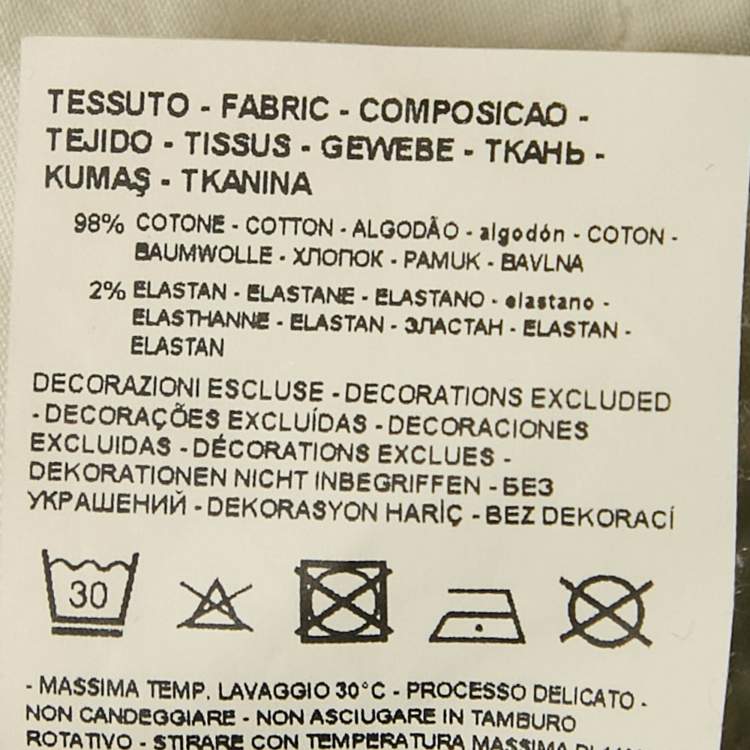 TESSUTO - FABRIC - COMPOSICAO -
TEJIDO - TISSUS - GEWEBE - ТКАНЬ -
KUMAŞ - TKANINA
98% COTONE - COTTON - ALGODÃO - algodón - COTON -
BAUMWOLLE - ХЛОПОК - PAMUK - BAVLNA
2% ELASTAN - ELASTANE - ELASTANO - elastano -
ELASTHANNE - ELASTAN - ЭЛАСТАН - ELASTAN -
ELASTAN
DECORAZIONI ESCLUSE - DECORATIONS EXCLUDED
- DECORAÇÕES EXCLUÍDAS - DECORACIONES
EXCLUIDAS - DÉCORATIONS EXCLUES -
DEKORATIONEN NICHT INBEGRIFFEN - БЕЗ
УКРАШЕНИЙ - DEKORASYON HARİÇ - BEZ DEKORACÍ
30
- MASSIMA TEMP. LAVAGGIO 30°C - PROCESSO DELICATO -
NON CANDEGGIARE - NON ASCIUGARE IN TAMBURO
ROTATIVO - STIRARE CON TEMPERATURA MASSIMA DI